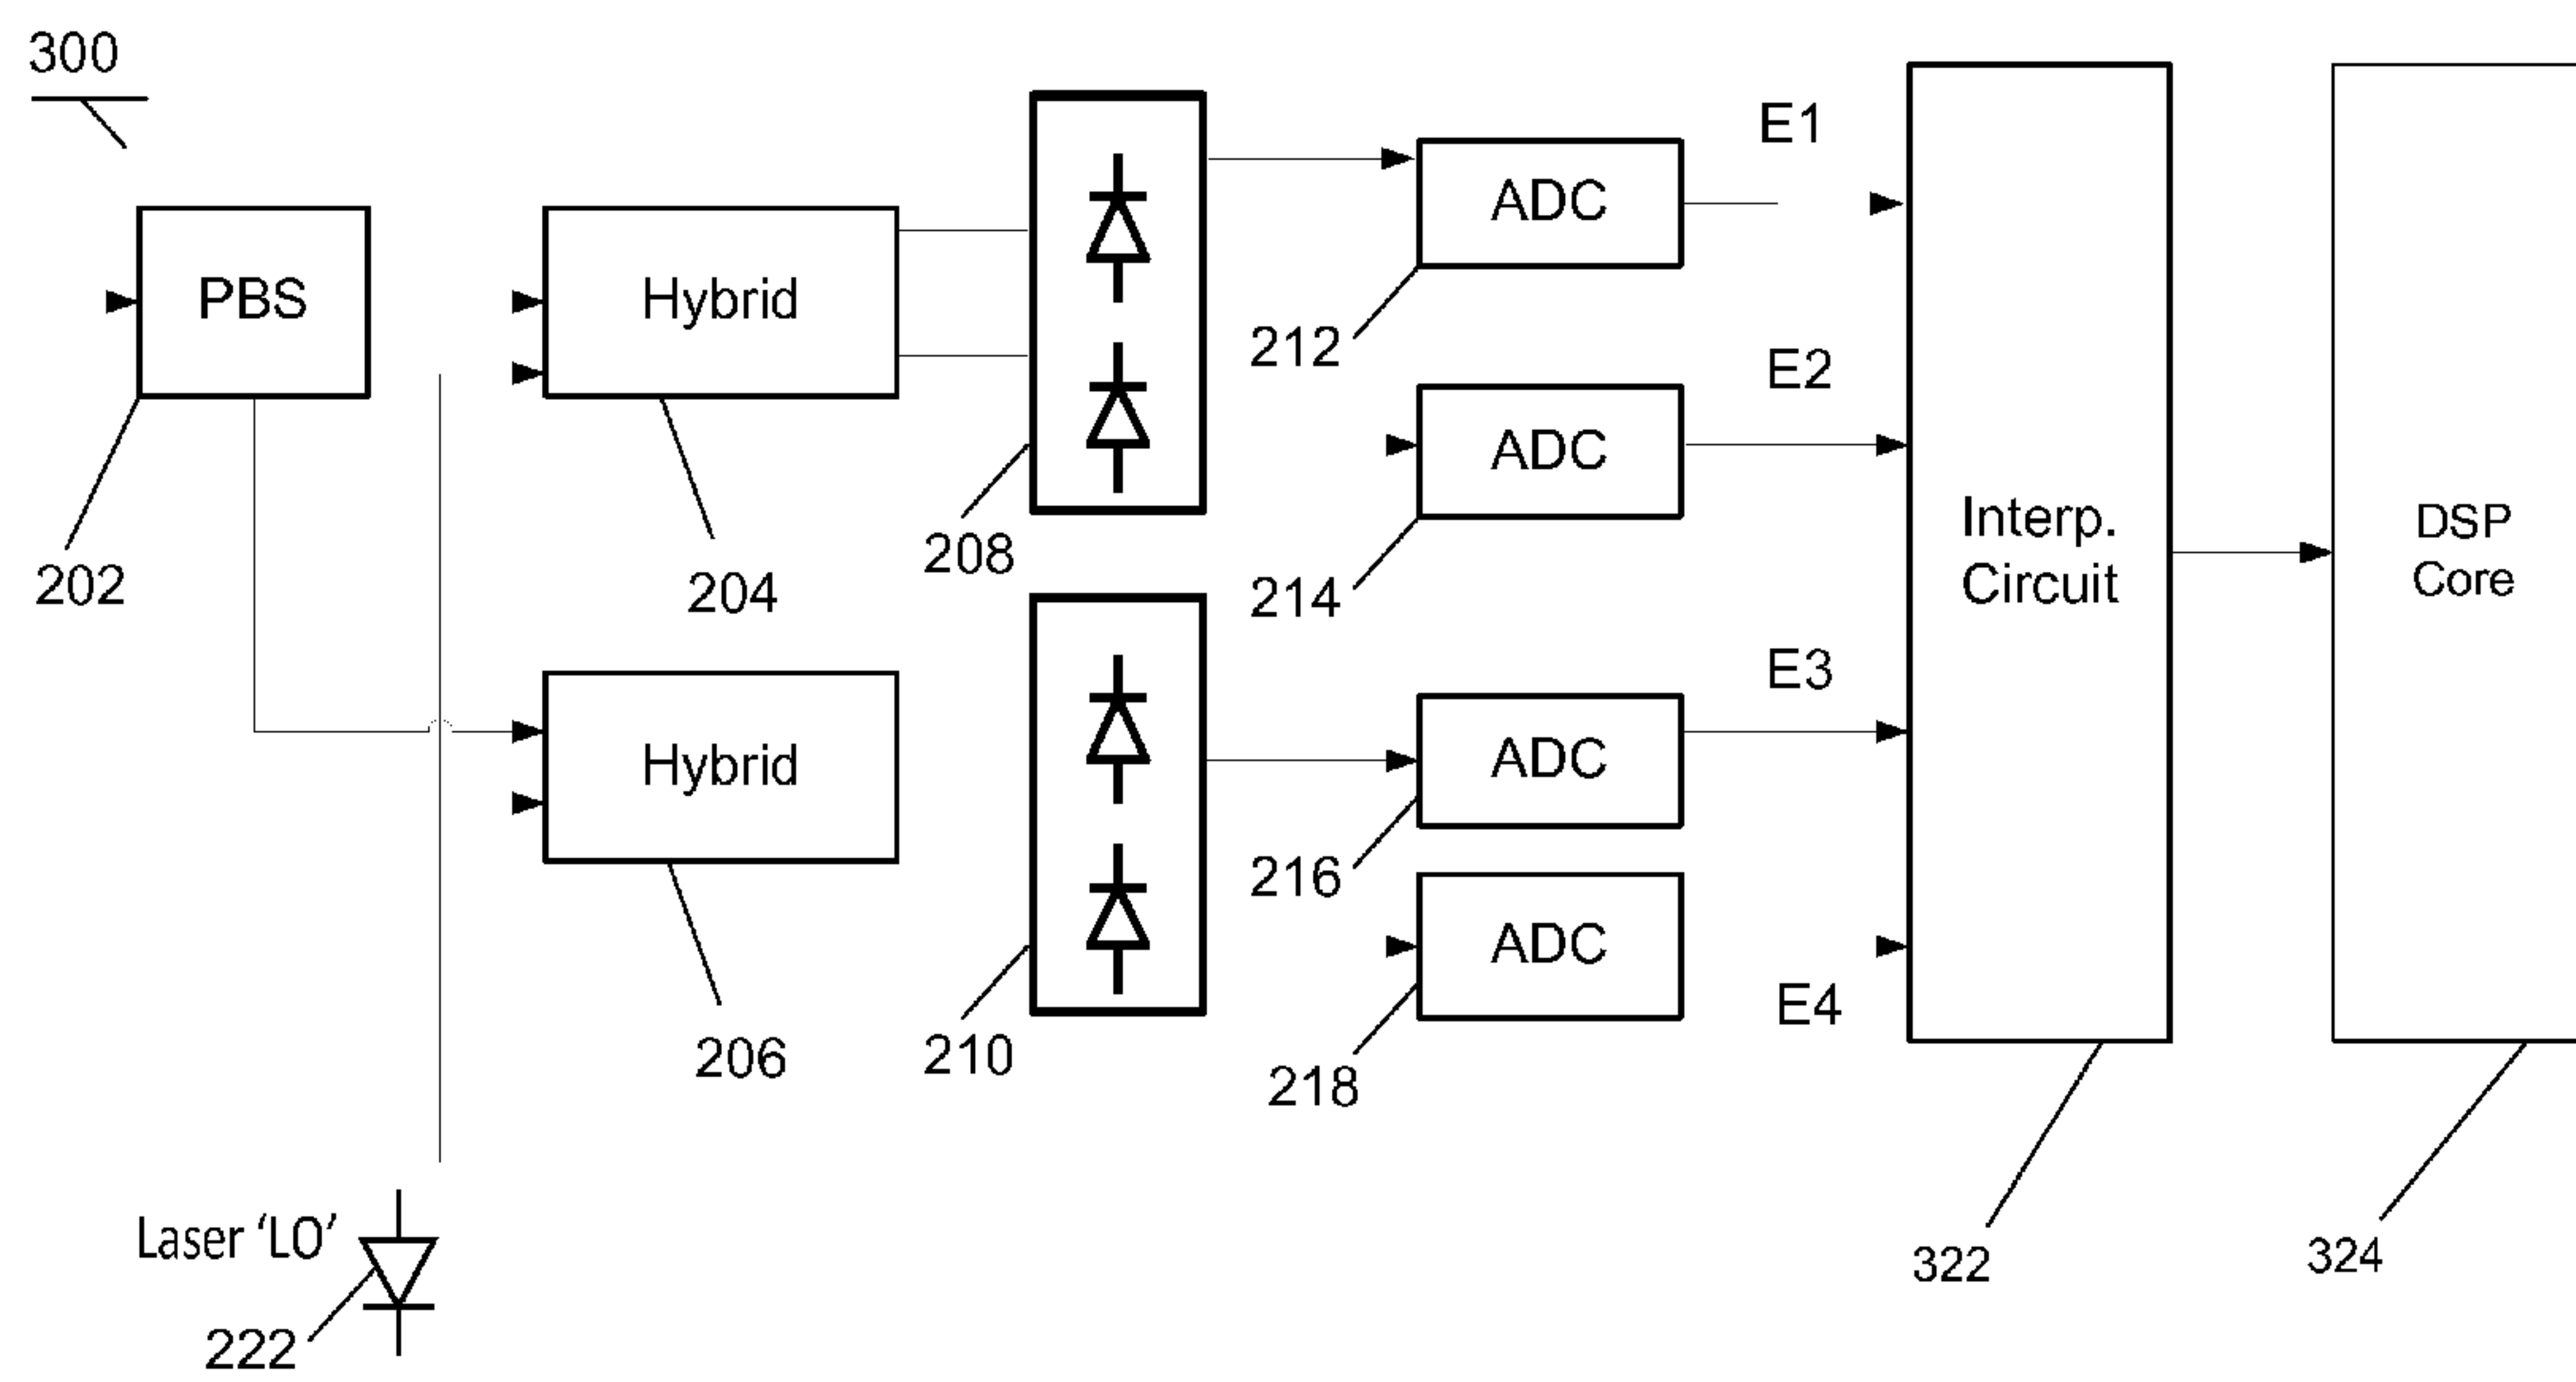 300
PBS
202
Hybrid
204
Hybrid
206
208
210
ADC
212
ADC
214
ADC
216
ADC
218
E1
E2
E3
E4
Interp.
Circuit
322
DSP
Core
324
Laser ‘LO’
222